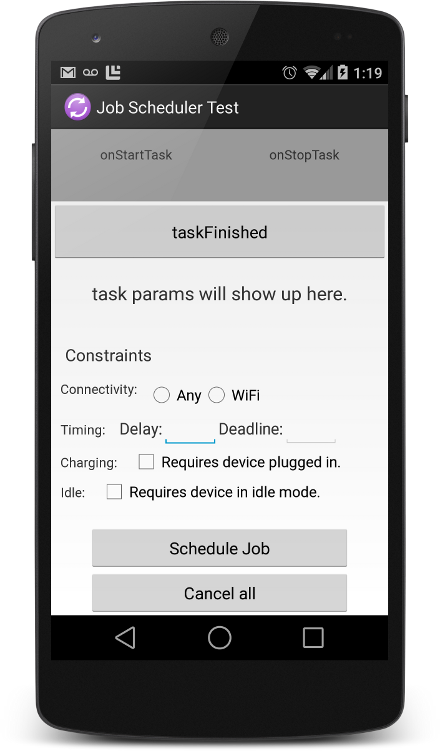 1:19
Job Scheduler Test
onStartTask onStopTask
taskFinished
task params will show up here.
Constraints
Connectivity: Any WiFi
Timing: Delay: Deadline:
Charging: Requires device plugged in.
Idle: Requires device in idle mode.
Schedule Job
Cancel all